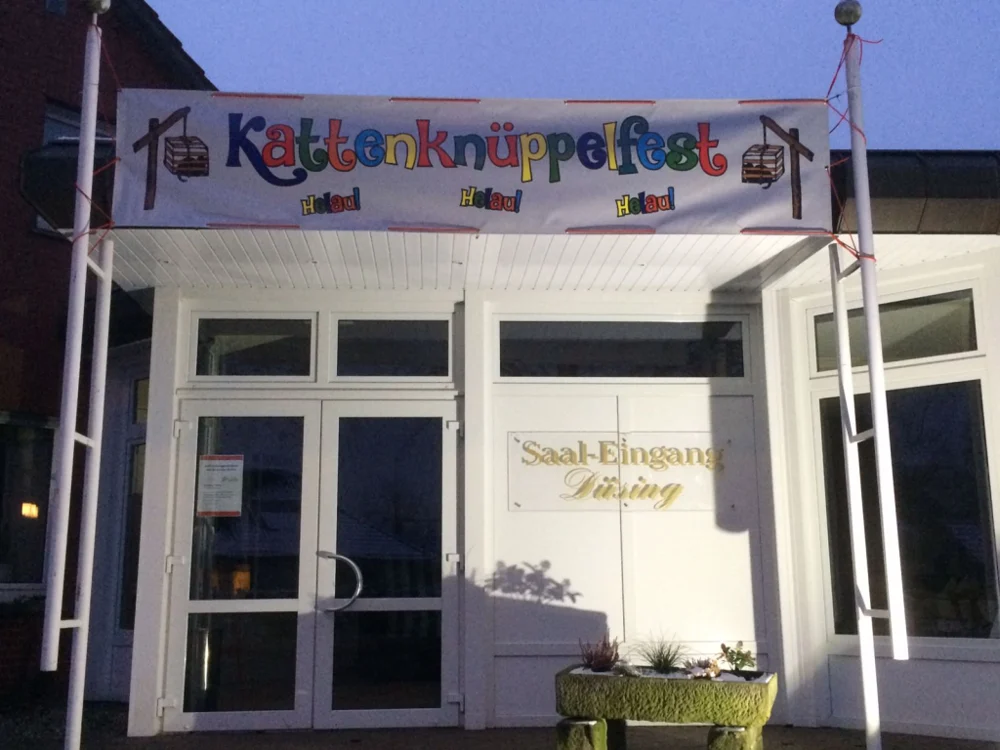 Kattenknüppelfest
Helau! Helau! Helau!
Saal-Eingang
Düsing